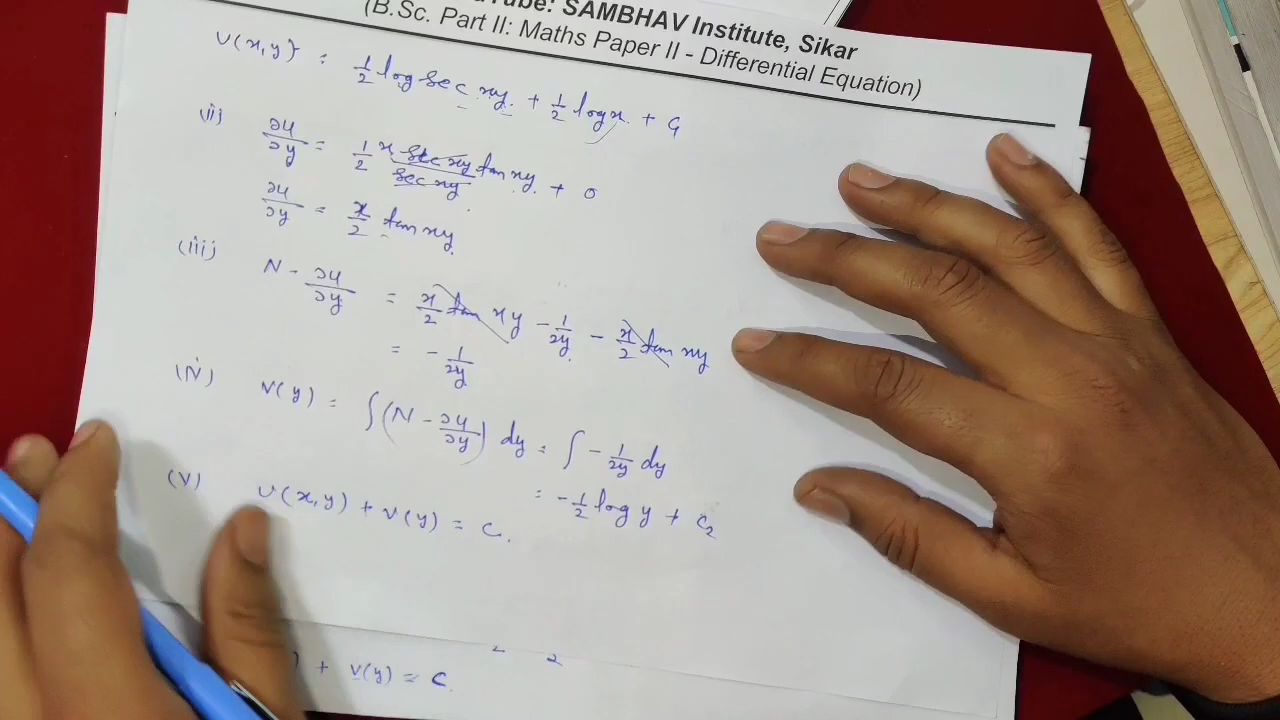 Tube: SAMBHAV Institute, Sikar
(B.Sc. Part II: Maths Paper II - Differential Equation)
U(x,y) = 1/2 log sec xy + 1/2 log x + C1
(ii) ∂U/∂y = 1/2 x sec xy tan xy / sec xy + 0
∂U/∂y = x/2 tan xy
(iii) N - ∂U/∂y = x/2 tan xy - 1/2y - x/2 tan xy
= - 1/2y
(iv) V(y) = ∫(N - ∂U/∂y) dy = ∫ - 1/2y dy
= - 1/2 log y + C2
(v) U(x,y) + V(y) = C.
) + V(y) = C.